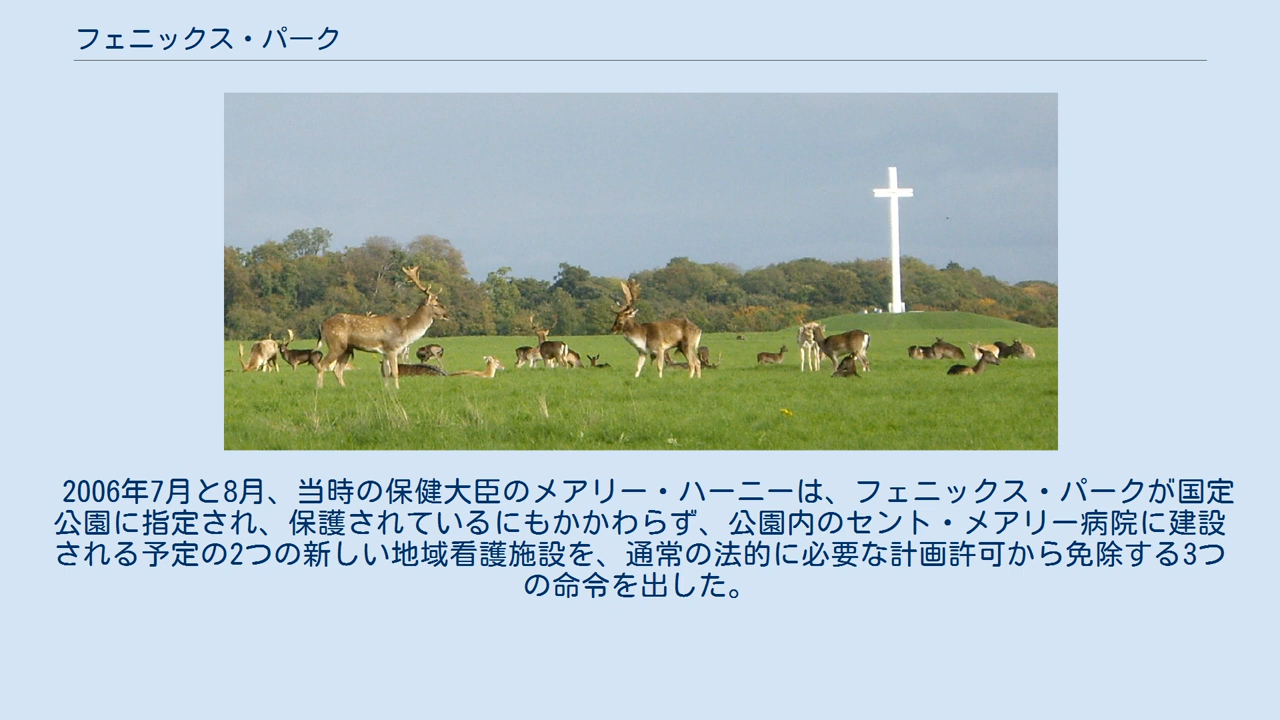 フェニックス・パーク
2006年7月と8月、当時の保健大臣のメアリー・ハーニーは、フェニックス・パークが国定
公園に指定され、保護されているにもかかわらず、公園内のセント・メアリー病院に建設
される予定の2つの新しい地域看護施設を、通常の法的に必要な計画許可から免除する3つ
の命令を出した。